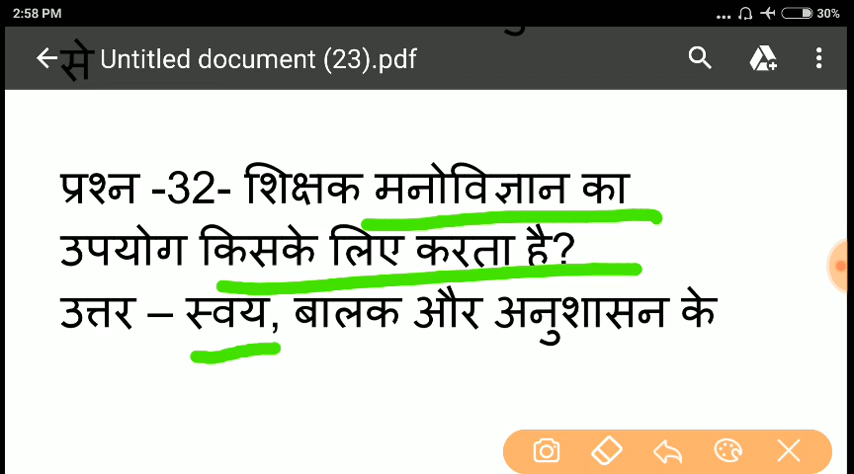 2:58 PM
30%
से
Untitled document (23).pdf
प्रश्न -32- शिक्षक मनोविज्ञान का
उपयोग किसके लिए करता है?
उत्तर – स्वय, बालक और अनुशासन के